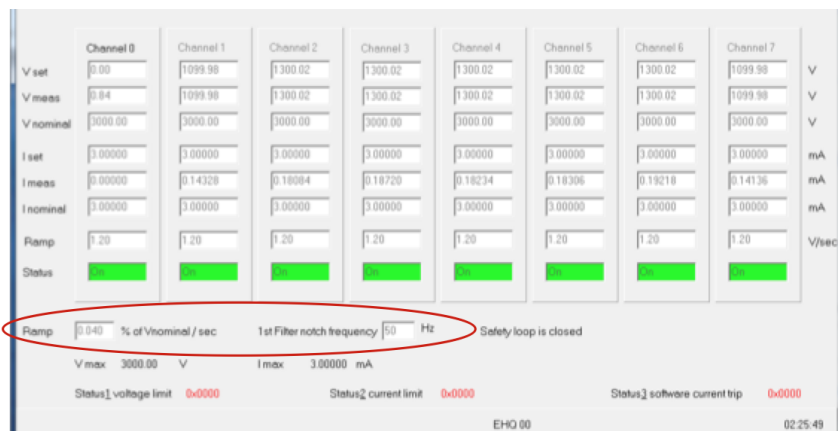 Channel 0 Channel 1 Channel 2 Channel 3 Channel 4 Channel 5 Channel 6 Channel 7
V set 0.00 1099.98 1300.02 1300.02 1300.02 1300.02 1300.02 1099.98 V
V meas 0.84 1099.98 1300.02 1300.02 1300.02 1300.02 1300.02 1099.98 V
V nominal 3000.00 3000.00 3000.00 3000.00 3000.00 3000.00 3000.00 3000.00 V
I set 3.00000 3.00000 3.00000 3.00000 3.00000 3.00000 3.00000 3.00000 mA
I meas 0.00000 0.14328 0.18084 0.18720 0.18234 0.18306 0.19218 0.14136 mA
I nominal 3.00000 3.00000 3.00000 3.00000 3.00000 3.00000 3.00000 3.00000 mA
Ramp 1.20 1.20 1.20 1.20 1.20 1.20 1.20 1.20 V/sec
Status On On On On On On On On
Ramp 0.040 % of Vnominal / sec 1st Filter notch frequency 50 Hz Safety loop is closed
V max 3000.00 V I max 3.00000 mA
Status1 voltage limit 0x0000 Status2 current limit 0x0000 Status3 software current trip 0x0000
EHQ 00 02:25:49